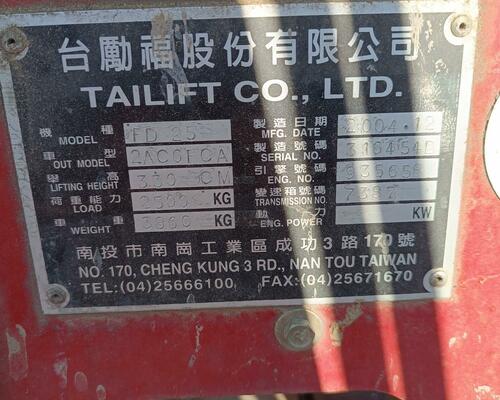 台勵福股份有限公司
TAILIFT CO., LTD.
機種 MODEL FD 25 製造日期 MFG. DATE 2004.
車型 OUT MODEL 製造號碼 SERIAL NO.
舉高 LIFTING HEIGHT 300 CM 引擎號碼 ENG. NO.
荷重能力 LOAD 2500 KG 變速箱號碼 TRANSMISSION NO.
車重 WEIGHT KG 動力 ENG. POWER KW
南投市南崗工業區成功3路170號
NO. 170, CHENG KUNG 3 RD., NAN TOU TAIWAN
TEL:(04)25666100 FAX:(04)25671670